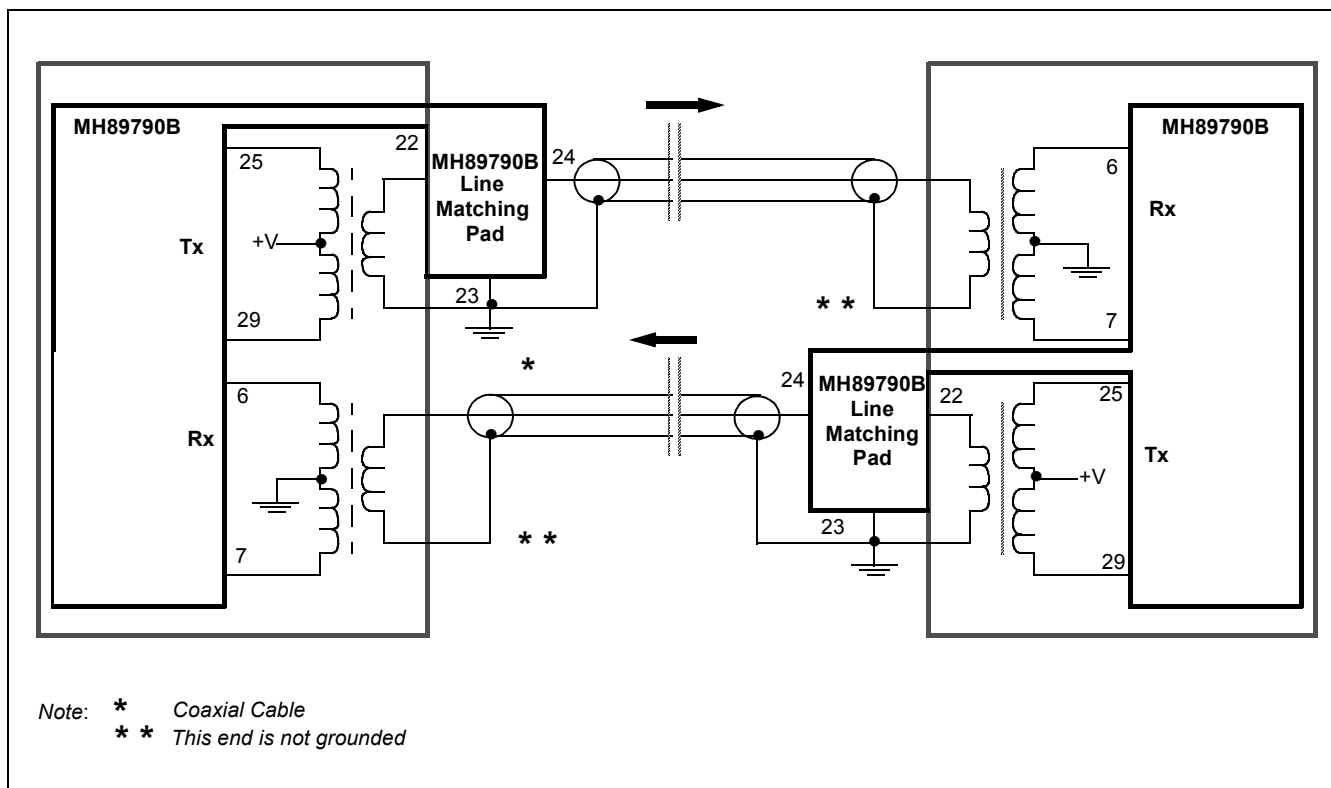 MH89790B
25
+V
Tx
29
6
Rx
7
22
MH89790B
Line
Matching
Pad
24
23
*
* *
* *
24
MH89790B
Line
Matching
Pad
22
23
MH89790B
6
Rx
7
25
Tx
+V
29
Note: * Coaxial Cable
* * This end is not grounded